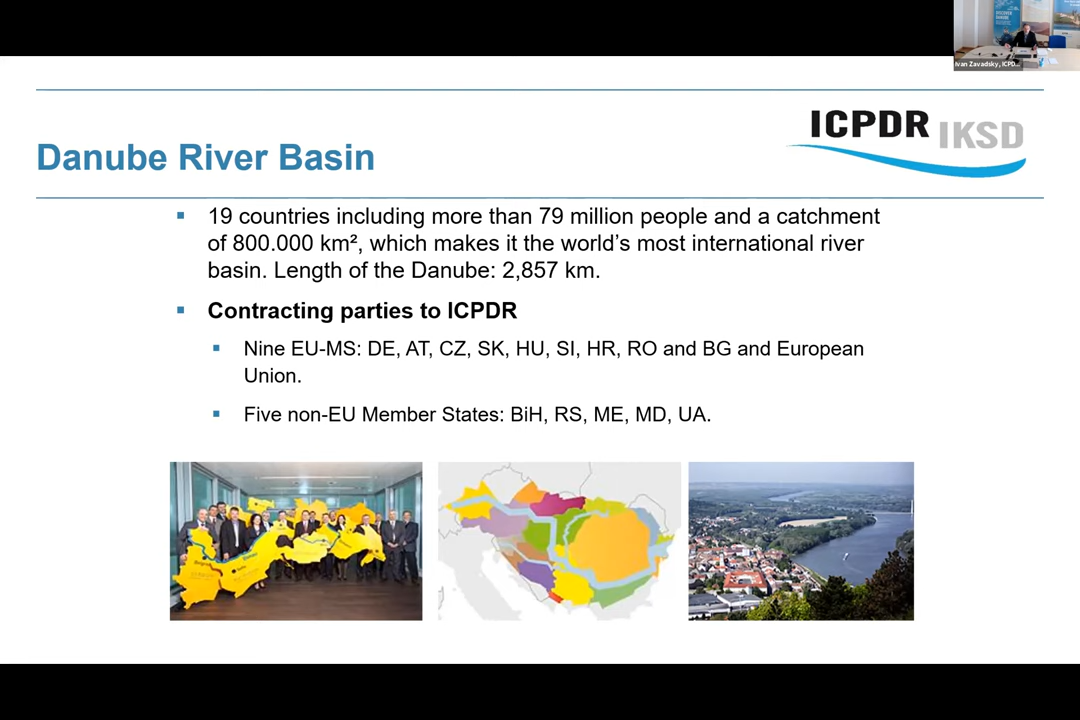 Ivan Zavadsky, ICPD...
ICPDR IKSD
Danube River Basin
▪ 19 countries including more than 79 million people and a catchment
of 800.000 km², which makes it the world's most international river
basin. Length of the Danube: 2,857 km.
▪ Contracting parties to ICPDR
▪ Nine EU-MS: DE, AT, CZ, SK, HU, SI, HR, RO and BG and European
Union.
▪ Five non-EU Member States: BiH, RS, ME, MD, UA.